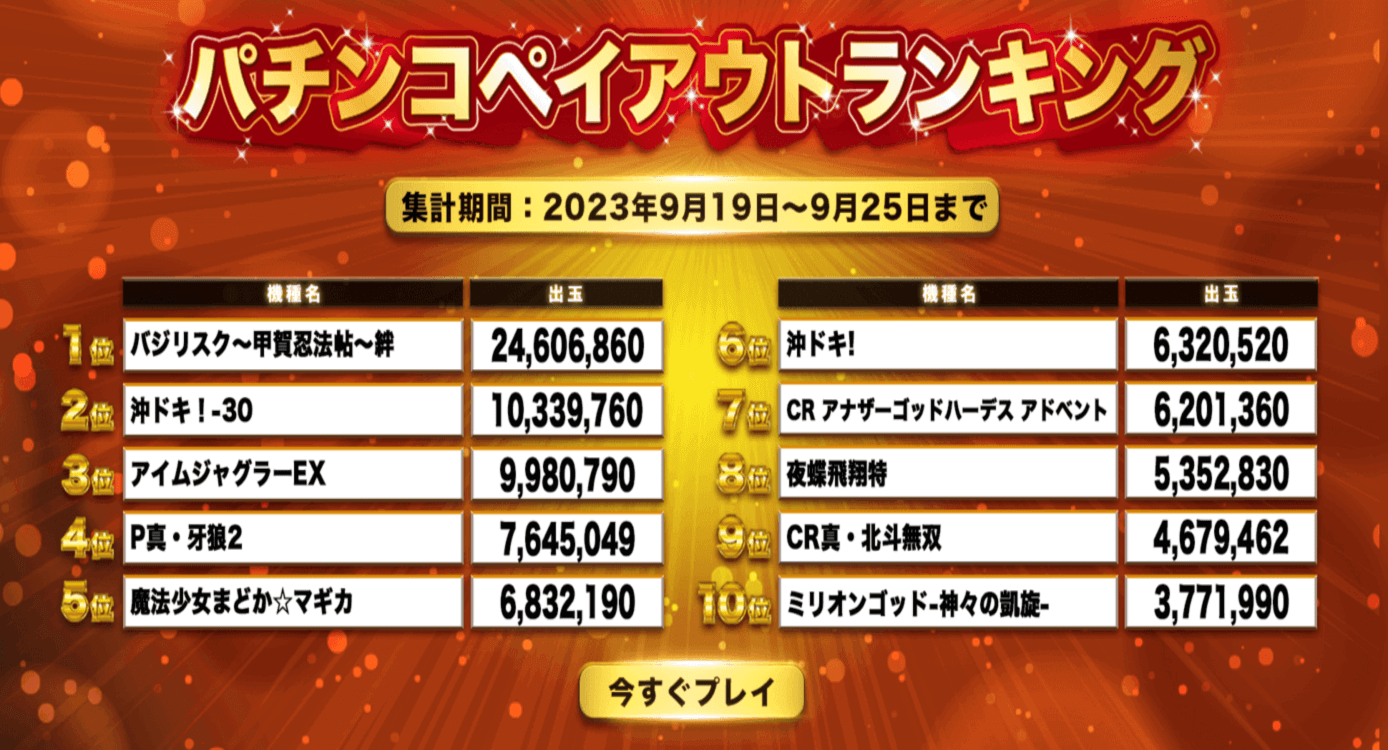 パチンコペイアウトランキング
集計期間：2023年9月19日～9月25日まで
機種名 出玉
1位 バジリスク～甲賀忍法帖～絆 24,606,860
2位 沖ドキ！-30 10,339,760
3位 アイムジャグラーEX 9,980,790
4位 P真・牙狼2 7,645,049
5位 魔法少女まどか☆マギカ 6,832,190
機種名 出玉
6位 沖ドキ! 6,320,520
7位 CR アナザーゴッドハーデス アドベント 6,201,360
8位 夜蝶飛翔特 5,352,830
9位 CR真・北斗無双 4,679,462
10位 ミリオンゴッド-神々の凱旋- 3,771,990
今すぐプレイ